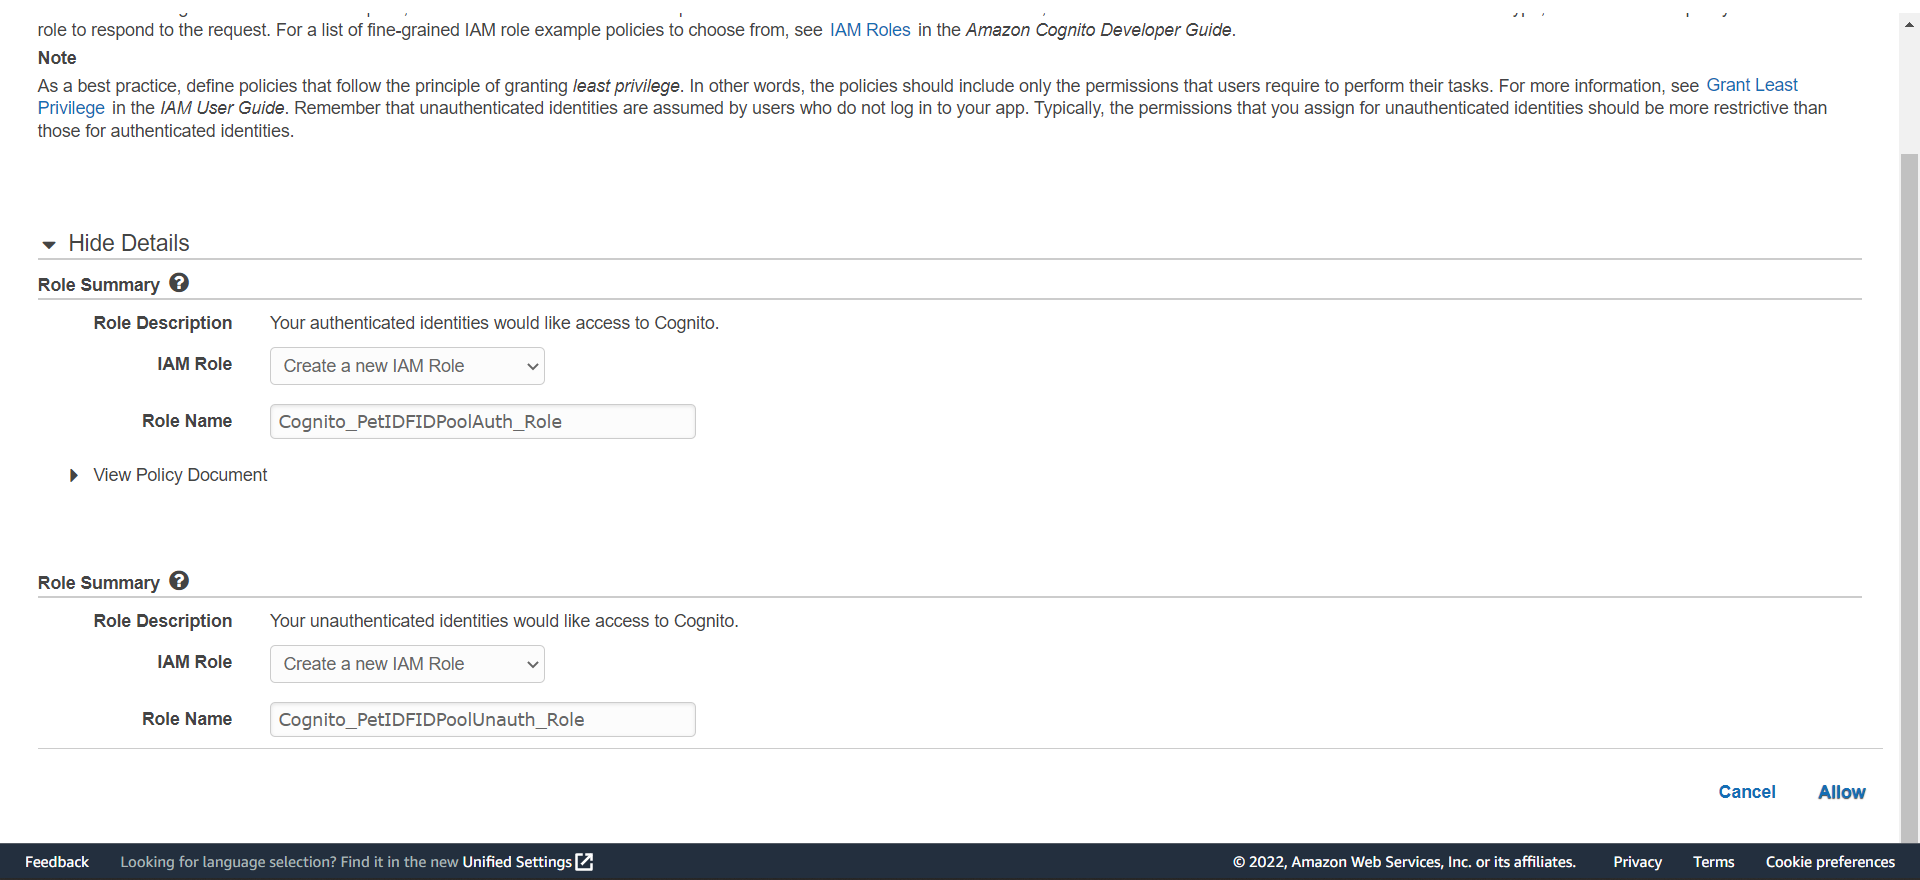 role to respond to the request. For a list of fine-grained IAM role example policies to choose from, see IAM Roles in the Amazon Cognito Developer Guide.
Note
As a best practice, define policies that follow the principle of granting least privilege. In other words, the policies should include only the permissions that users require to perform their tasks. For more information, see Grant Least
Privilege in the IAM User Guide. Remember that unauthenticated identities are assumed by users who do not log in to your app. Typically, the permissions that you assign for unauthenticated identities should be more restrictive than
those for authenticated identities.
Hide Details
Role Summary
Role Description Your authenticated identities would like access to Cognito.
IAM Role Create a new IAM Role
Role Name Cognito_PetIDFIDPoolAuth_Role
View Policy Document
Role Summary
Role Description Your unauthenticated identities would like access to Cognito.
IAM Role Create a new IAM Role
Role Name Cognito_PetIDFIDPoolUnauth_Role
Cancel Allow
Feedback Looking for language selection? Find it in the new Unified Settings © 2022, Amazon Web Services, Inc. or its affiliates. Privacy Terms Cookie preferences